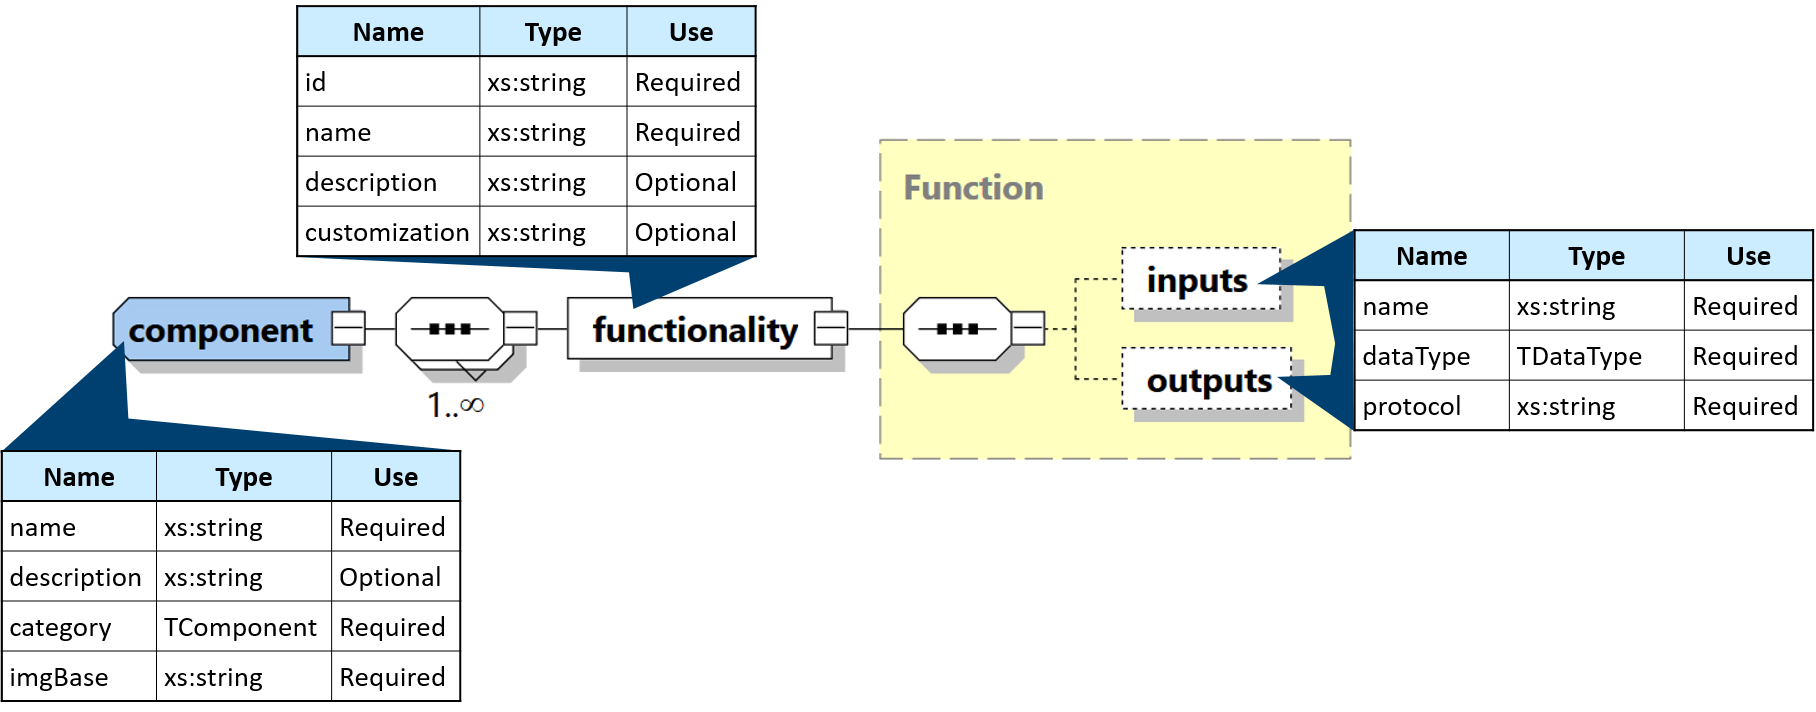 Name Type Use
id xs:string Required
name xs:string Required
description xs:string Optional
customization xs:string Optional
Function
component
1..∞
functionality
inputs
outputs
Name Type Use
name xs:string Required
dataType TDataType Required
protocol xs:string Required
Name Type Use
name xs:string Required
description xs:string Optional
category TComponent Required
imgBase xs:string Required